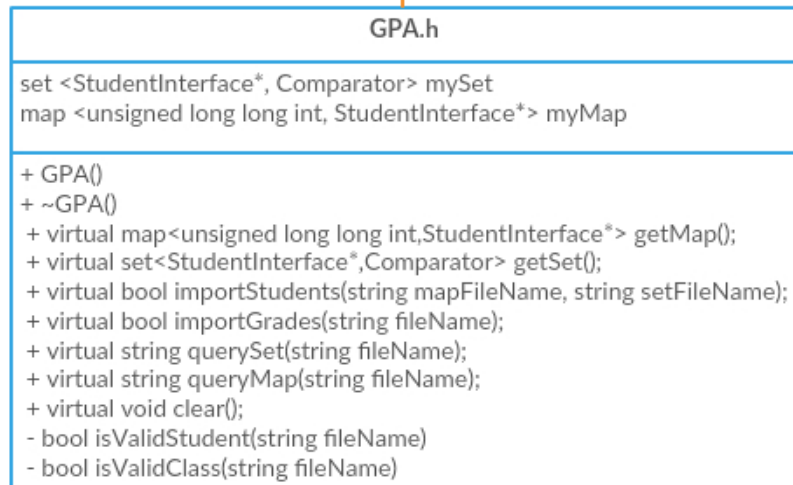 GPA.h
set <StudentInterface*, Comparator> mySet
map <unsigned long long int, StudentInterface*> myMap
+ GPA()
+ ~GPA()
+ virtual map<unsigned long long int,StudentInterface*> getMap();
+ virtual set<StudentInterface*,Comparator> getSet();
+ virtual bool importStudents(string mapFileName, string setFileName);
+ virtual bool importGrades(string fileName);
+ virtual string querySet(string fileName);
+ virtual string queryMap(string fileName);
+ virtual void clear();
- bool isValidStudent(string fileName)
- bool isValidClass(string fileName)